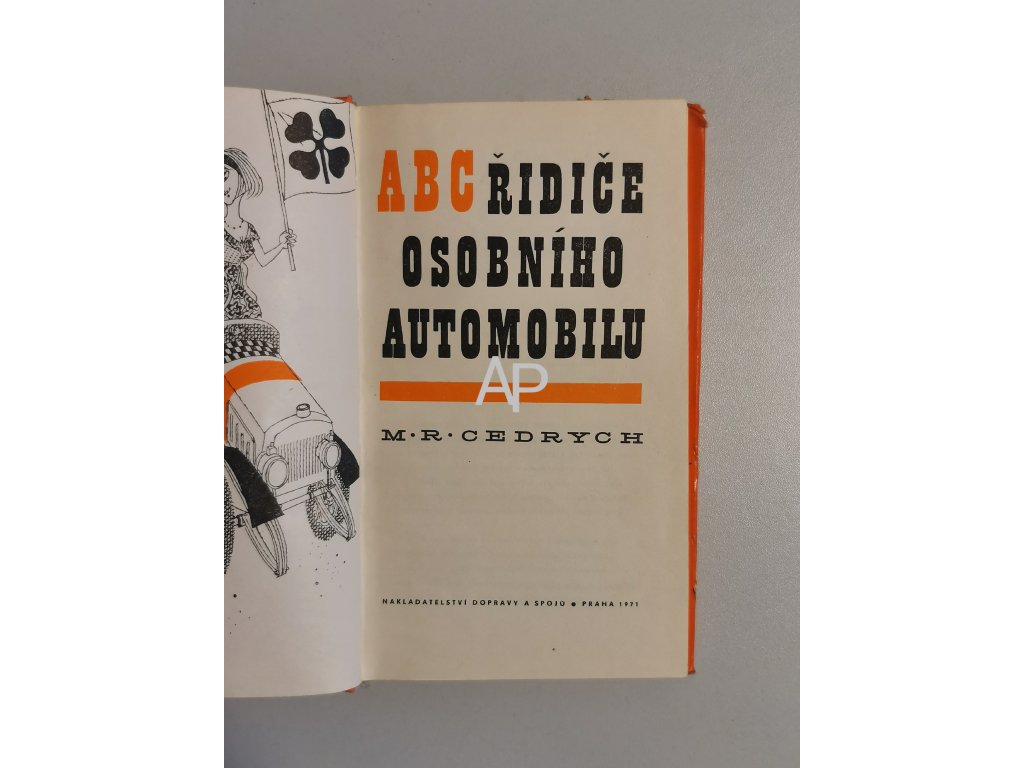 ABC ŘIDIČE
OSOBNÍHO
AUTOMOBILU
AP
M·R·CEDRYCH
NAKLADATELSTVÍ DOPRAVY A SPOJŮ ● PRAHA 1971